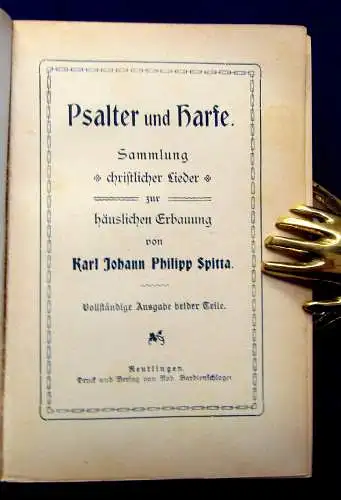 Psalter und Harfe.
Sammlung
christlicher Lieder
zur
häuslichen Erbauung
von
Karl Johann Philipp Spitta.
Vollständige Ausgabe beider Teile.
Reutlingen.
Druck und Verlag von Rob. Bardtenschlager